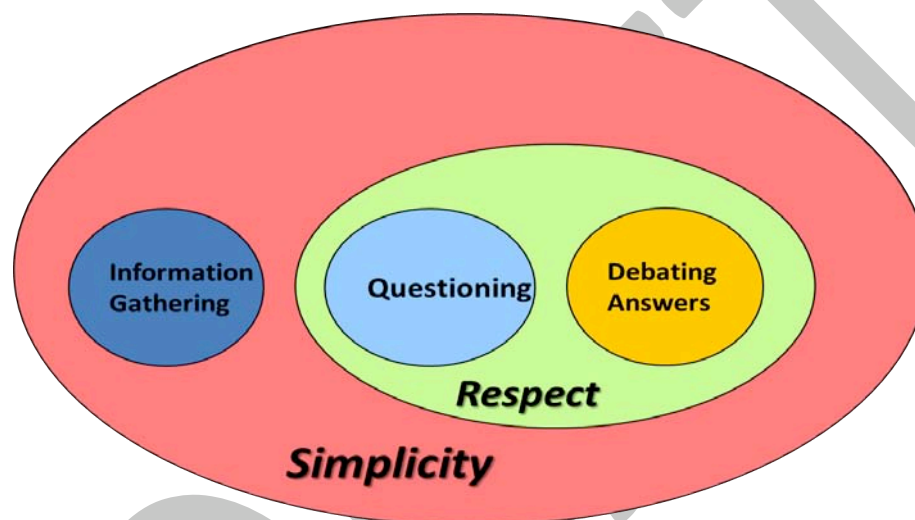 Information
Gathering
Questioning
Debating
Answers
Respect
Simplicity